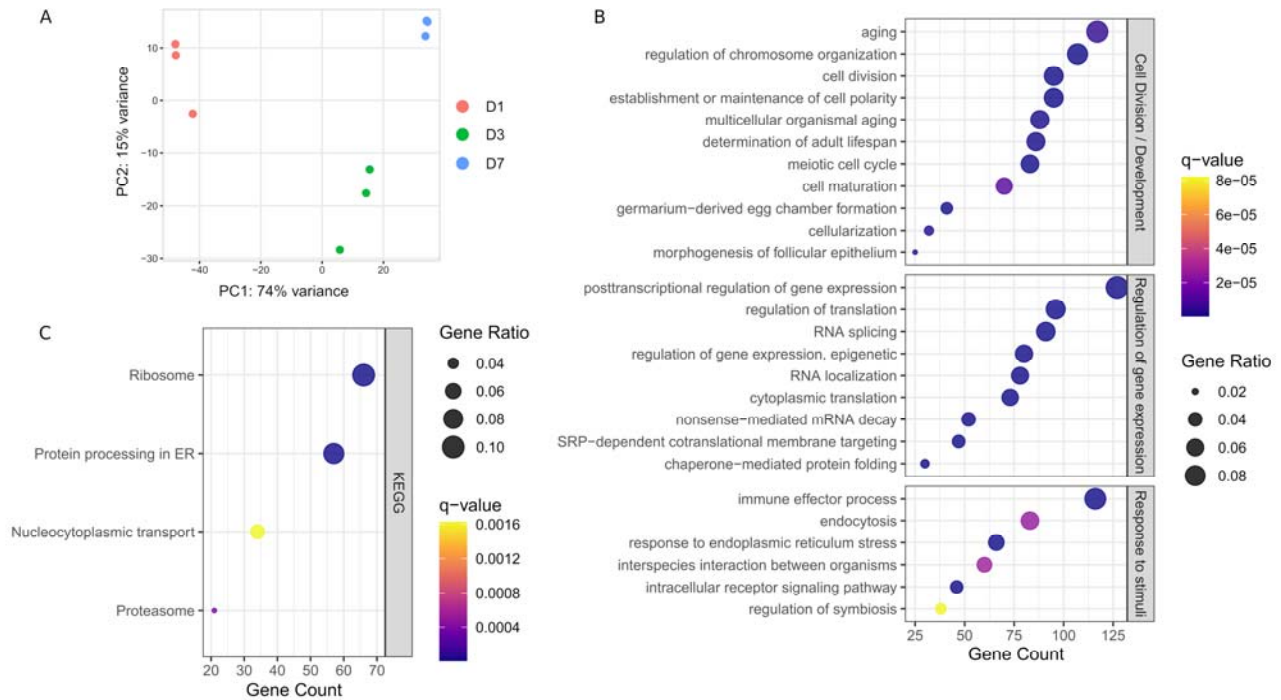 A
10
0
−10
−20
−30
−40
−20
0
20
PC2: 15% variance
PC1: 74% variance
D1
D3
D7
B
aging
regulation of chromosome organization
cell division
establishment or maintenance of cell polarity
multicellular organismal aging
determination of adult lifespan
meiotic cell cycle
cell maturation
germarium−derived egg chamber formation
cellularization
morphogenesis of follicular epithelium
Cell Division / Development
posttranscriptional regulation of gene expression
regulation of translation
RNA splicing
regulation of gene expression, epigenetic
RNA localization
cytoplasmic translation
nonsense−mediated mRNA decay
SRP−dependent cotranslational membrane targeting
chaperone−mediated protein folding
Regulation of gene expression
immune effector process
endocytosis
response to endoplasmic reticulum stress
interspecies interaction between organisms
intracellular receptor signaling pathway
regulation of symbiosis
Response to stimuli
25
50
75
100
125
Gene Count
q−value
8e−05
6e−05
4e−05
2e−05
Gene Ratio
0.02
0.04
0.06
0.08
C
Ribosome
Protein processing in ER
Nucleocytoplasmic transport
Proteasome
KEGG
20
30
40
50
60
70
Gene Count
Gene Ratio
0.04
0.06
0.08
0.10
q−value
0.0016
0.0012
0.0008
0.0004